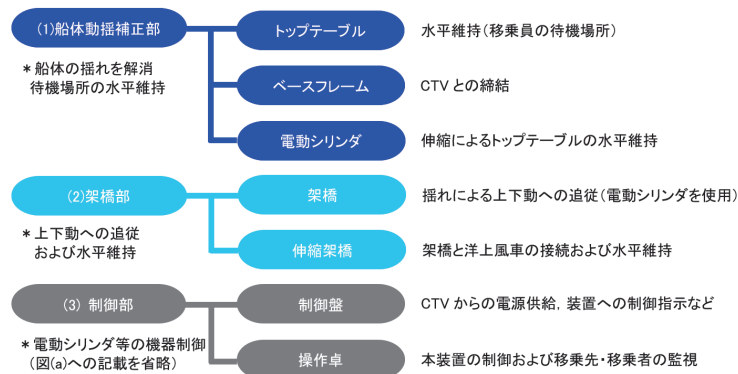 (1)船体動揺補正部
トップテーブル
水平維持(移乗員の待機場所)
*船体の揺れを解消
待機場所の水平維持
ベースフレーム
CTV との締結
電動シリンダ
伸縮によるトップテーブルの水平維持
(2)架橋部
架橋
揺れによる上下動への追従(電動シリンダを使用)
*上下動への追従
および水平維持
伸縮架橋
架橋と洋上風車の接続および水平維持
(3) 制御部
制御盤
CTV からの電源供給, 装置への制御指示など
*電動シリンダ等の機器制御
(図(a)への記載を省略)
操作卓
本装置の制御および移乗先・移乗者の監視